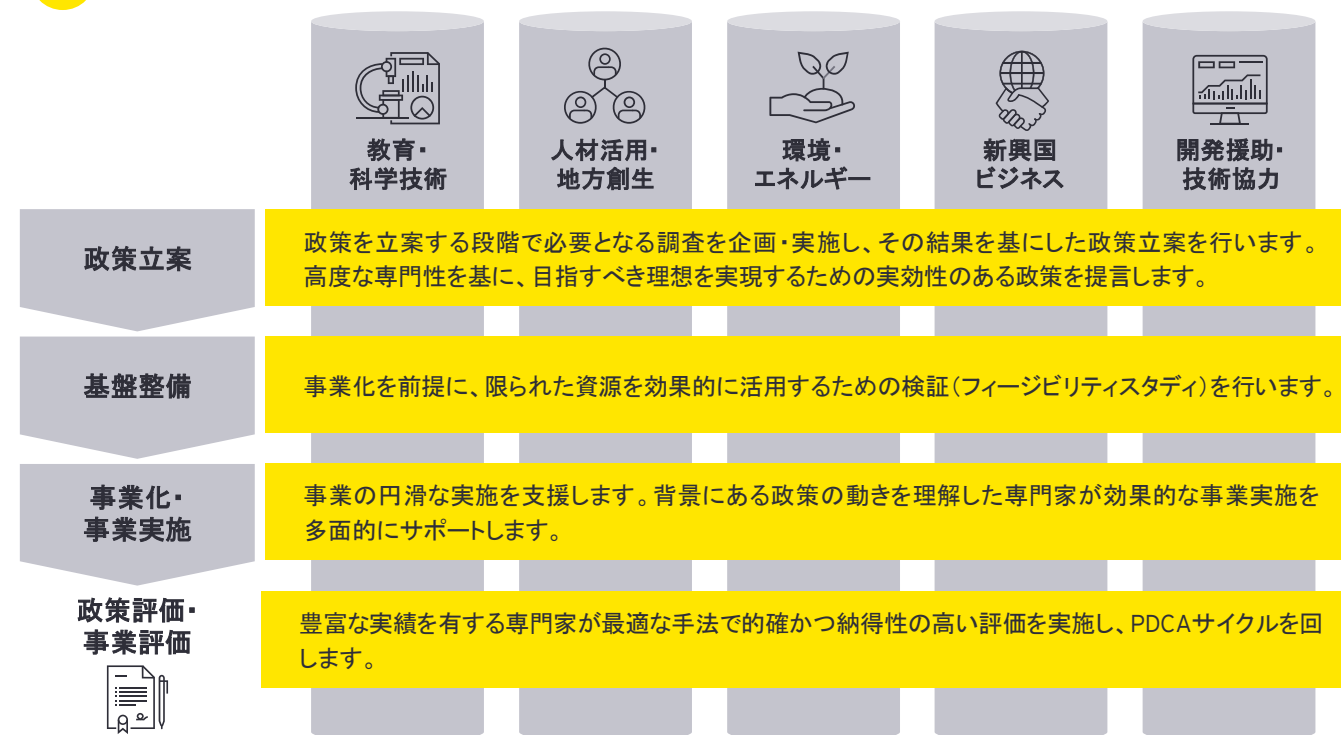 教育・
科学技術
人材活用・
地方創生
環境・
エネルギー
新興国
ビジネス
開発援助・
技術協力
政策立案
政策を立案する段階で必要となる調査を企画・実施し、その結果を基にした政策立案を行います。
高度な専門性を基に、目指すべき理想を実現するための実効性のある政策を提言します。
基盤整備
事業化を前提に、限られた資源を効果的に活用するための検証(フィージビリティスタディ)を行います。
事業化・
事業実施
事業の円滑な実施を支援します。背景にある政策の動きを理解した専門家が効果的な事業実施を
多面的にサポートします。
政策評価・
事業評価
豊富な実績を有する専門家が最適な手法で的確かつ納得性の高い評価を実施し、PDCAサイクルを回
します。